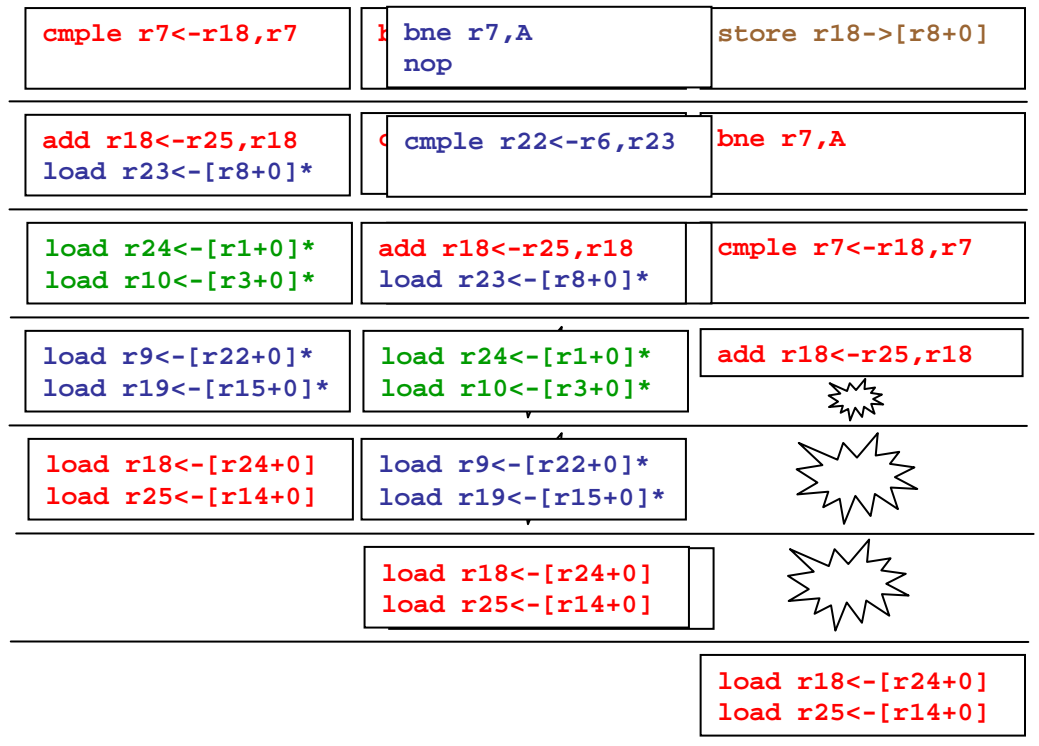 cmple r7<-r18,r7
bne r7,A
nop
store r18->[r8+0]
add r18<-r25,r18
load r23<-[r8+0]*
cmple r22<-r6,r23
bne r7,A
load r24<-[r1+0]*
load r10<-[r3+0]*
add r18<-r25,r18
load r23<-[r8+0]*
cmple r7<-r18,r7
load r9<-[r22+0]*
load r19<-[r15+0]*
load r24<-[r1+0]*
load r10<-[r3+0]*
add r18<-r25,r18
load r18<-[r24+0]
load r25<-[r14+0]
load r9<-[r22+0]*
load r19<-[r15+0]*
load r18<-[r24+0]
load r25<-[r14+0]
load r18<-[r24+0]
load r25<-[r14+0]